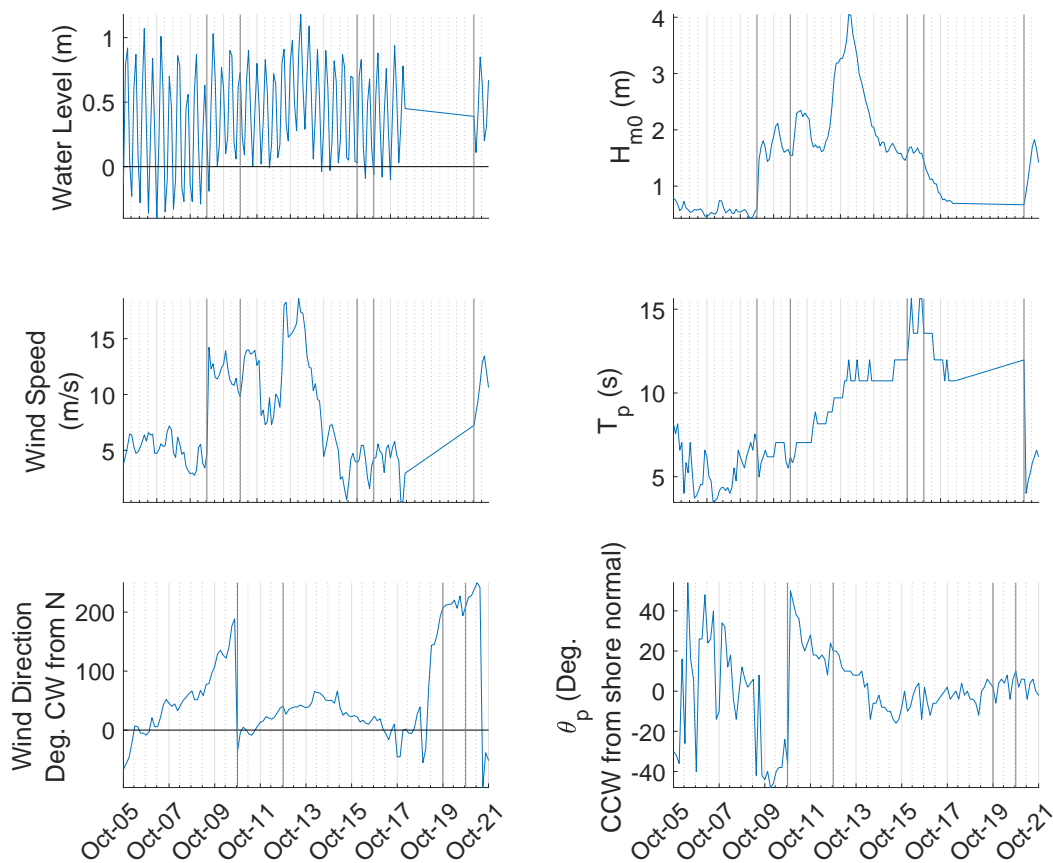 Water Level (m)
1
0.5
0
H_m0 (m)
4
3
2
1
Wind Speed
(m/s)
15
10
5
T_p (s)
15
10
5
Wind Direction
Deg. CW from N
200
100
0
Oct-05
Oct-07
Oct-09
Oct-11
Oct-13
Oct-15
Oct-17
Oct-19
Oct-21
θ_p (Deg.
CCW from shore normal)
40
20
0
-20
-40
Oct-05
Oct-07
Oct-09
Oct-11
Oct-13
Oct-15
Oct-17
Oct-19
Oct-21